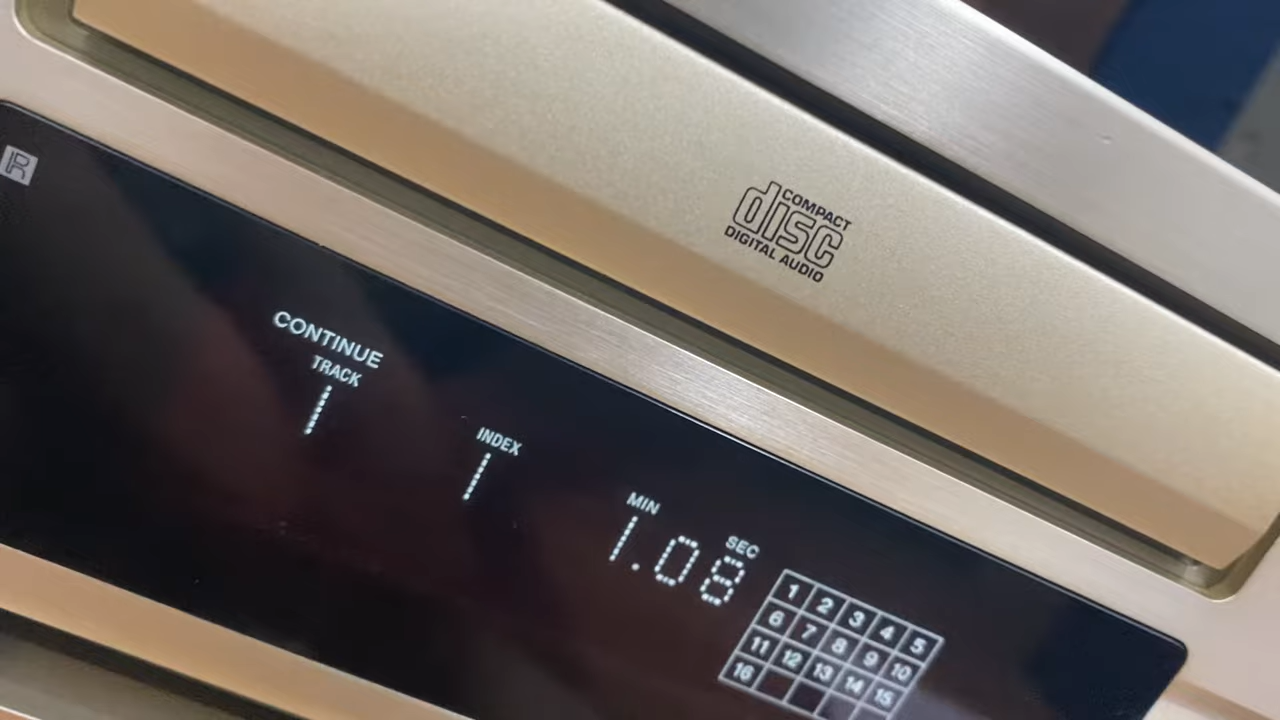 COMPACT
disc
DIGITAL AUDIO
R
CONTINUE
TRACK
1
INDEX
1
MIN SEC
1.08
1 2 3 4 5
6 7 8 9 10
11 12 13 14 15
16